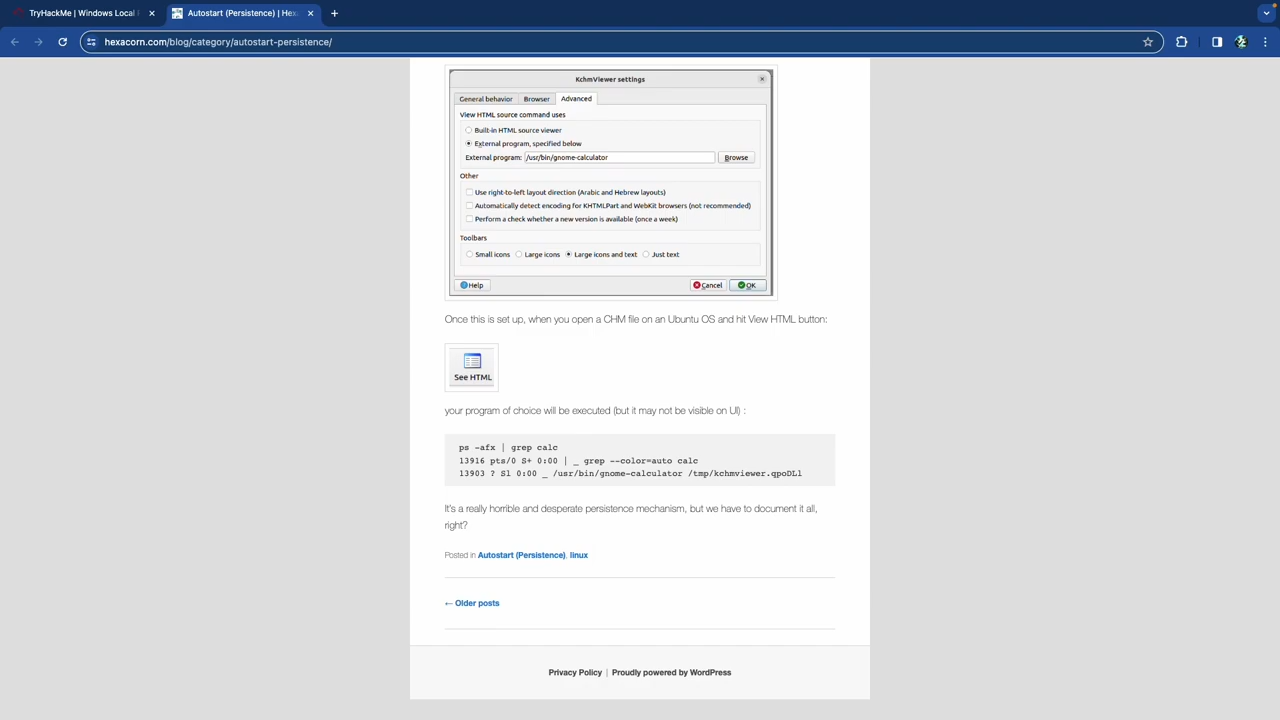 TryHackMe | Windows Local
Autostart (Persistence) | Hex
hexacorn.com/blog/category/autostart-persistence/
KchmViewer settings
General behavior Browser Advanced
View HTML source command uses
Built-in HTML source viewer
External program, specified below
External program: /usr/bin/gnome-calculator Browse
Other
Use right-to-left layout direction (Arabic and Hebrew layouts)
Automatically detect encoding for KHTMLPart and WebKit browsers (not recommended)
Perform a check whether a new version is available (once a week)
Toolbars
Small icons Large icons Large icons and text Just text
Help Cancel OK
Once this is set up, when you open a CHM file on an Ubuntu OS and hit View HTML button:
See HTML
your program of choice will be executed (but it may not be visible on UI) :
ps -afx | grep calc
13916 pts/0 S+ 0:00 | _ grep --color=auto calc
13903 ? Sl 0:00 _ /usr/bin/gnome-calculator /tmp/kchmviewer.qpoDLl
It's a really horrible and desperate persistence mechanism, but we have to document it all,
right?
Posted in Autostart (Persistence), linux
← Older posts
Privacy Policy | Proudly powered by WordPress